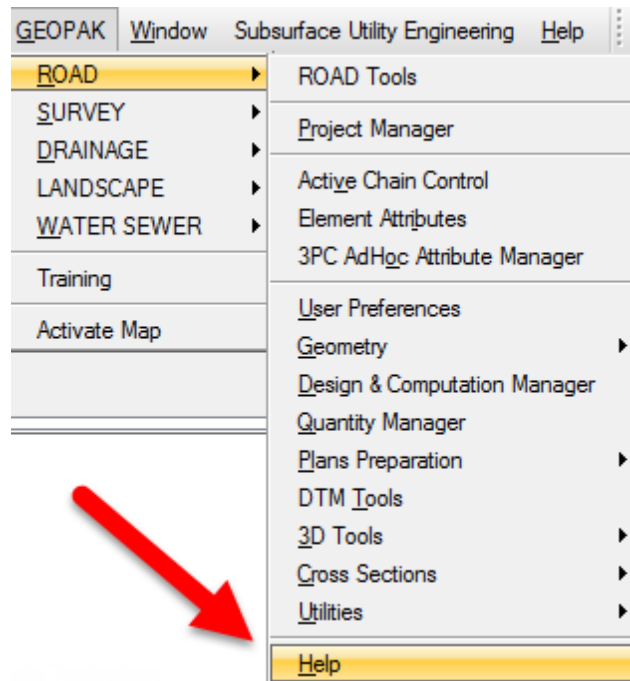 GEOPAK Window Subsurface Utility Engineering Help
ROAD
SURVEY
DRAINAGE
LANDSCAPE
WATER SEWER
Training
Activate Map
ROAD Tools
Project Manager
Active Chain Control
Element Attributes
3PC AdHoc Attribute Manager
User Preferences
Geometry
Design & Computation Manager
Quantity Manager
Plans Preparation
DTM Tools
3D Tools
Cross Sections
Utilities
Help